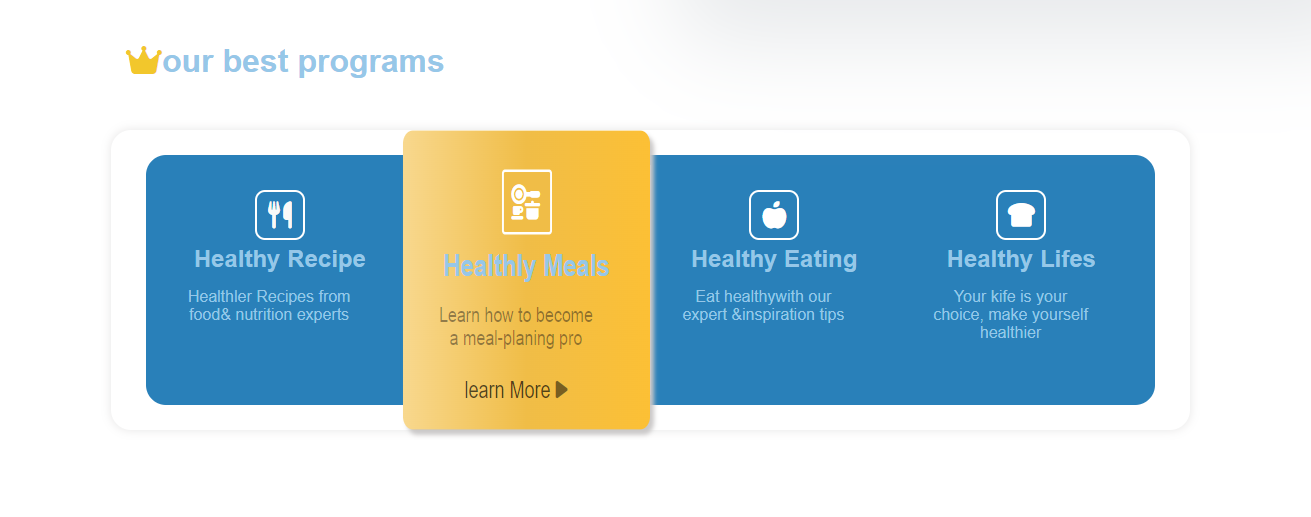 our best programs
Healthy Recipe
Healthler Recipes from
food& nutrition experts
Healthly Meals
Learn how to become
a meal-planing pro
learn More
Healthy Eating
Eat healthywith our
expert &inspiration tips
Healthy Lifes
Your kife is your
choice, make yourself
healthier